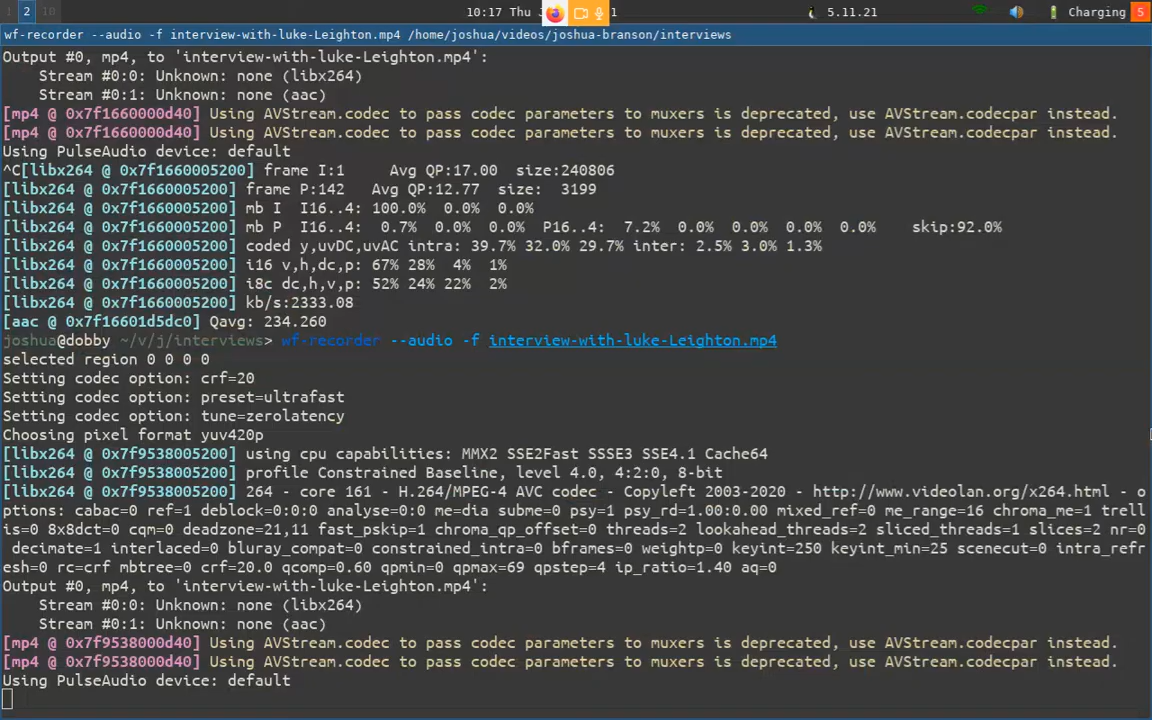 1 2 10 10:17 Thu 1 5.11.21 Charging 5
wf-recorder --audio -f interview-with-luke-Leighton.mp4 /home/joshua/videos/joshua-branson/interviews
Output #0, mp4, to 'interview-with-luke-Leighton.mp4':
    Stream #0:0: Unknown: none (libx264)
    Stream #0:1: Unknown: none (aac)
[mp4 @ 0x7f1660000d40] Using AVStream.codec to pass codec parameters to muxers is deprecated, use AVStream.codecpar instead.
[mp4 @ 0x7f1660000d40] Using AVStream.codec to pass codec parameters to muxers is deprecated, use AVStream.codecpar instead.
Using PulseAudio device: default
^C[libx264 @ 0x7f1660005200] frame I:1     Avg QP:17.00  size:240806
[libx264 @ 0x7f1660005200] frame P:142   Avg QP:12.77  size:  3199
[libx264 @ 0x7f1660005200] mb I  I16..4: 100.0%  0.0%  0.0%
[libx264 @ 0x7f1660005200] mb P  I16..4:  0.7%  0.0%  0.0%  P16..4:  7.2%  0.0%  0.0%  0.0%  0.0%    skip:92.0%
[libx264 @ 0x7f1660005200] coded y,uvDC,uvAC intra: 39.7% 32.0% 29.7% inter: 2.5% 3.0% 1.3%
[libx264 @ 0x7f1660005200] i16 v,h,dc,p: 67% 28%  4%  1%
[libx264 @ 0x7f1660005200] i8c dc,h,v,p: 52% 24% 22%  2%
[libx264 @ 0x7f1660005200] kb/s:2333.08
[aac @ 0x7f16601d5dc0] Qavg: 234.260
joshua@dobby ~/v/j/interviews> wf-recorder --audio -f interview-with-luke-Leighton.mp4
selected region 0 0 0 0
Setting codec option: crf=20
Setting codec option: preset=ultrafast
Setting codec option: tune=zerolatency
Choosing pixel format yuv420p
[libx264 @ 0x7f9538005200] using cpu capabilities: MMX2 SSE2Fast SSSE3 SSE4.1 Cache64
[libx264 @ 0x7f9538005200] profile Constrained Baseline, level 4.0, 4:2:0, 8-bit
[libx264 @ 0x7f9538005200] 264 - core 161 - H.264/MPEG-4 AVC codec - Copyleft 2003-2020 - http://www.videolan.org/x264.html - o
ptions: cabac=0 ref=1 deblock=0:0:0 analyse=0:0 me=dia subme=0 psy=1 psy_rd=1.00:0.00 mixed_ref=0 me_range=16 chroma_me=1 trell
is=0 8x8dct=0 cqm=0 deadzone=21,11 fast_pskip=1 chroma_qp_offset=0 threads=2 lookahead_threads=2 sliced_threads=1 slices=2 nr=0
 decimate=1 interlaced=0 bluray_compat=0 constrained_intra=0 bframes=0 weightp=0 keyint=250 keyint_min=25 scenecut=0 intra_refr
esh=0 rc=crf mbtree=0 crf=20.0 qcomp=0.60 qpmin=0 qpmax=69 qpstep=4 ip_ratio=1.40 aq=0
Output #0, mp4, to 'interview-with-luke-Leighton.mp4':
    Stream #0:0: Unknown: none (libx264)
    Stream #0:1: Unknown: none (aac)
[mp4 @ 0x7f9538000d40] Using AVStream.codec to pass codec parameters to muxers is deprecated, use AVStream.codecpar instead.
[mp4 @ 0x7f9538000d40] Using AVStream.codec to pass codec parameters to muxers is deprecated, use AVStream.codecpar instead.
Using PulseAudio device: default